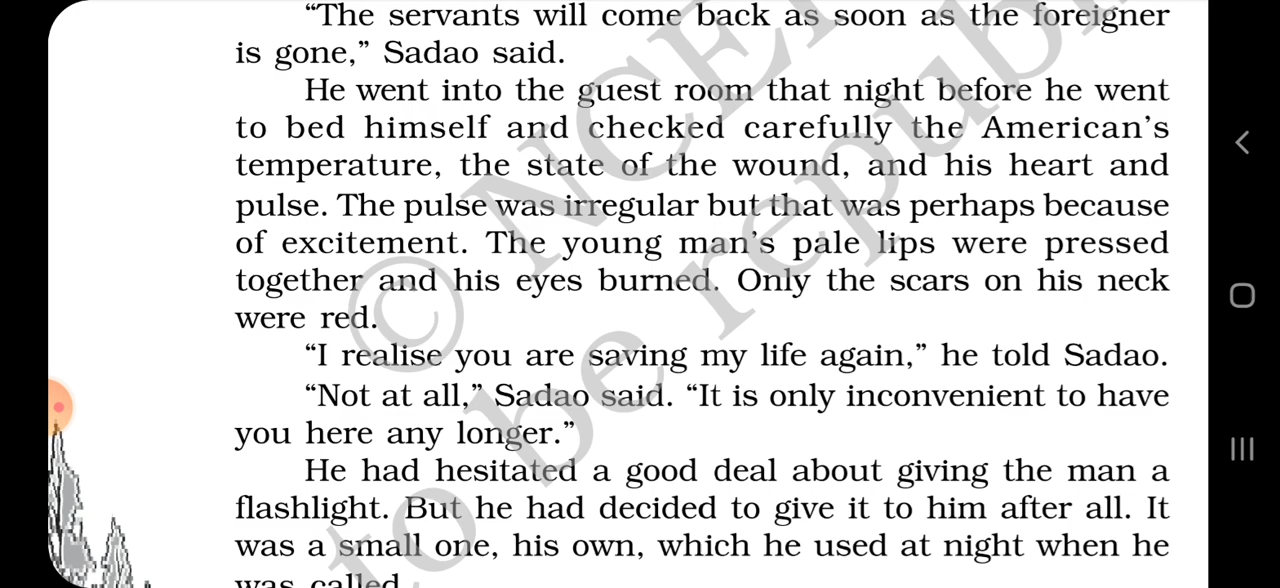 “The servants will come back as soon as the foreigner
is gone,” Sadao said.
He went into the guest room that night before he went
to bed himself and checked carefully the American’s
temperature, the state of the wound, and his heart and
pulse. The pulse was irregular but that was perhaps because
of excitement. The young man’s pale lips were pressed
together and his eyes burned. Only the scars on his neck
were red.
“I realise you are saving my life again,” he told Sadao.
“Not at all,” Sadao said. “It is only inconvenient to have
you here any longer.”
He had hesitated a good deal about giving the man a
flashlight. But he had decided to give it to him after all. It
was a small one, his own, which he used at night when he
was called.
© NCE
to be republi